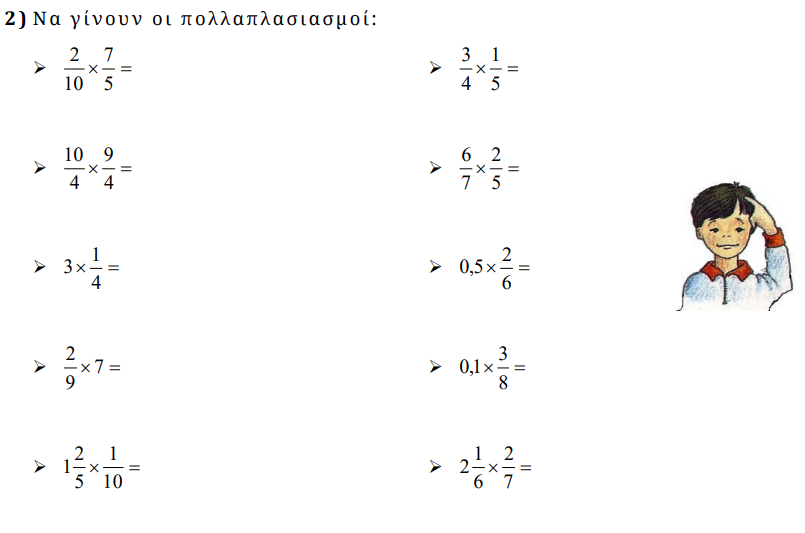 2) Να γίνουν οι πολλαπλασιασμοί:
➢ 2/10 × 7/5 =
➢ 3/4 × 1/5 =
➢ 10/4 × 9/4 =
➢ 6/7 × 2/5 =
➢ 3 × 1/4 =
➢ 0,5 × 2/6 =
➢ 2/9 × 7 =
➢ 0,1 × 3/8 =
➢ 1 2/5 × 1/10 =
➢ 2 1/6 × 2/7 =